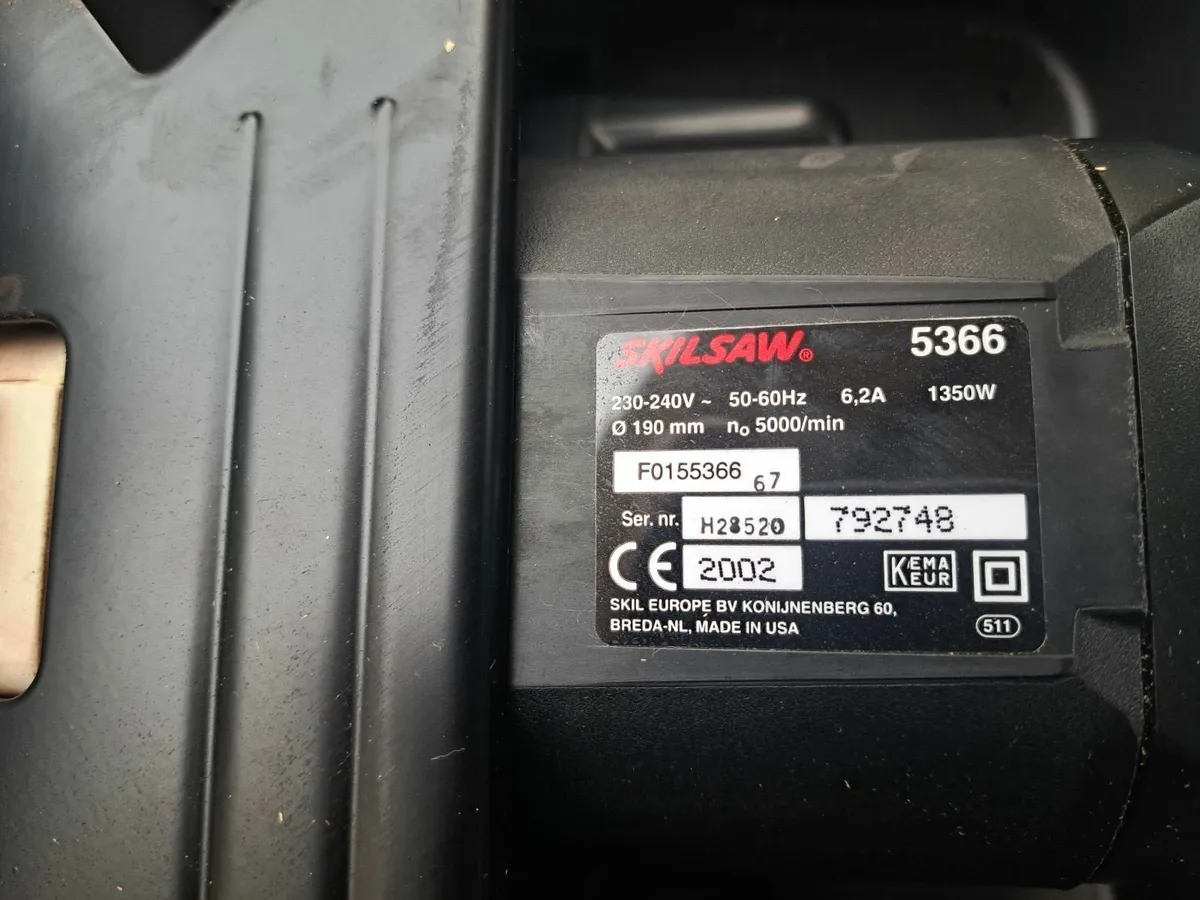 SKILSAW® 5366
230-240V ~ 50-60Hz 6,2A 1350W
Ø 190 mm n₀ 5000/min
F0155366 67
Ser. nr. H28520 792748
CE 2002 KEMA EUR
SKIL EUROPE BV KONIJNENBERG 60,
BREDA-NL, MADE IN USA 511